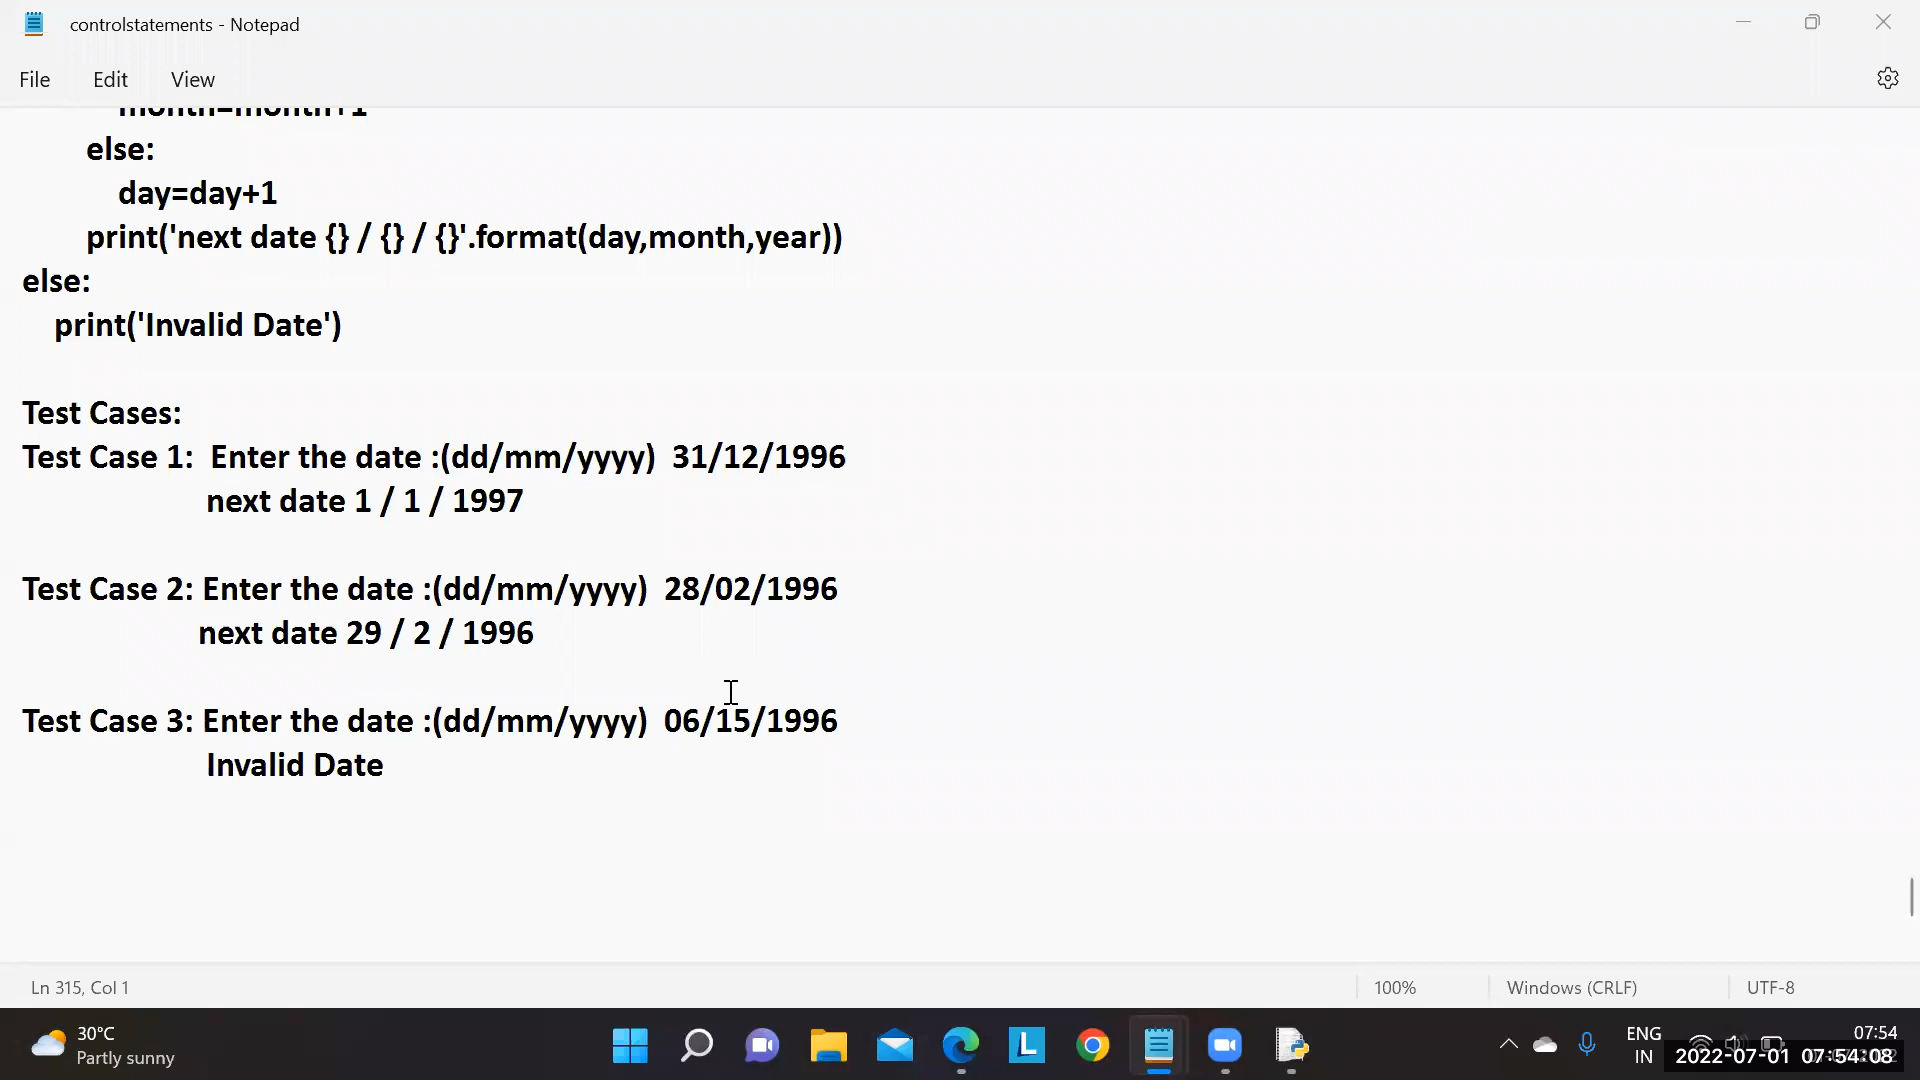 controlstatements - Notepad
File Edit View
month=month+1
else:
day=day+1
print('next date {} / {} / {}'.format(day,month,year))
else:
print('Invalid Date')
Test Cases:
Test Case 1: Enter the date :(dd/mm/yyyy) 31/12/1996
next date 1 / 1 / 1997
Test Case 2: Enter the date :(dd/mm/yyyy) 28/02/1996
next date 29 / 2 / 1996
Test Case 3: Enter the date :(dd/mm/yyyy) 06/15/1996
Invalid Date
Ln 315, Col 1 100% Windows (CRLF) UTF-8
30°C
Partly sunny
L
ENG
IN
07:54
2022-07-01 07:54:08